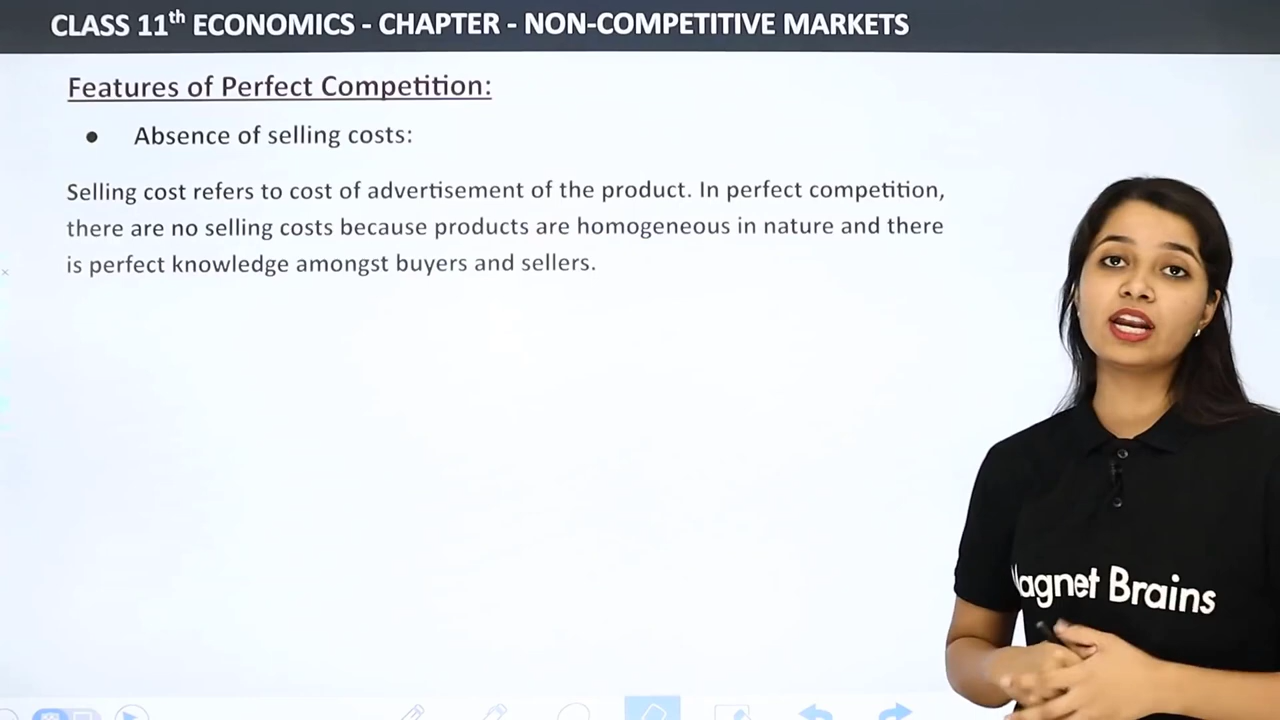 CLASS 11th ECONOMICS - CHAPTER - NON-COMPETITIVE MARKETS
Features of Perfect Competition:
● Absence of selling costs:
Selling cost refers to cost of advertisement of the product. In perfect competition,
there are no selling costs because products are homogeneous in nature and there
is perfect knowledge amongst buyers and sellers.
Magnet Brains